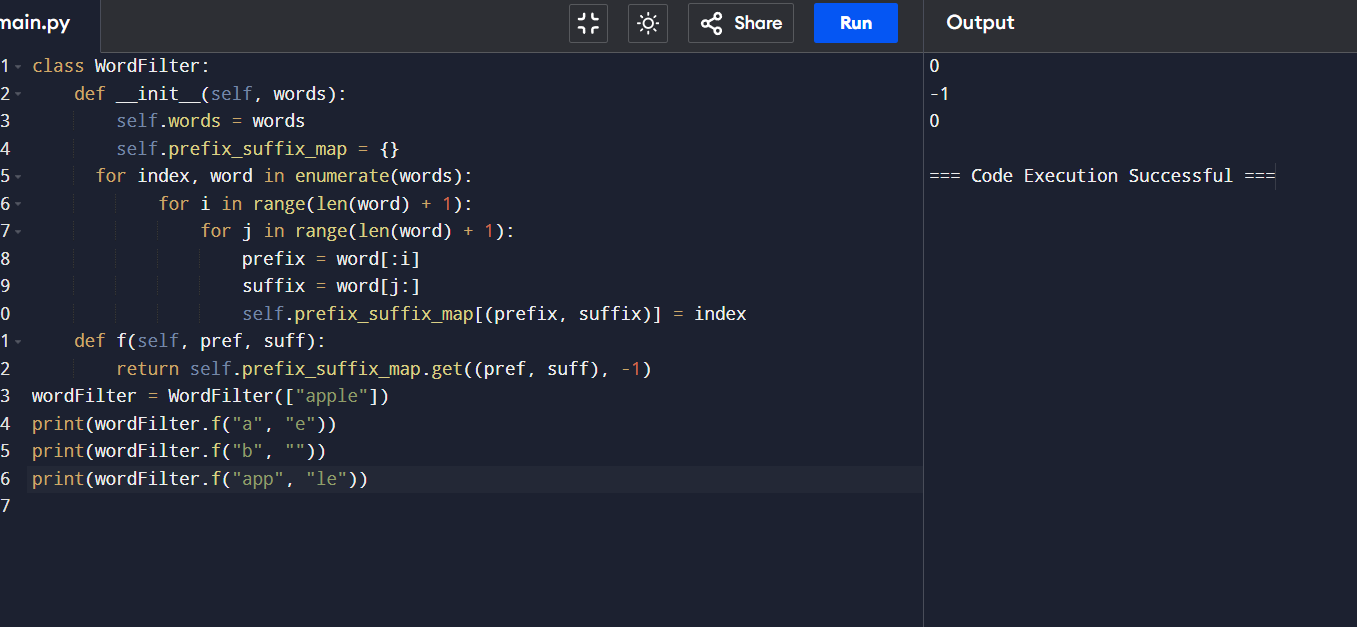 main.py
Share
Run
Output
1 class WordFilter:
2     def __init__(self, words):
3         self.words = words
4         self.prefix_suffix_map = {}
5       for index, word in enumerate(words):
6             for i in range(len(word) + 1):
7                 for j in range(len(word) + 1):
8                     prefix = word[:i]
9                     suffix = word[j:]
0                     self.prefix_suffix_map[(prefix, suffix)] = index
1     def f(self, pref, suff):
2         return self.prefix_suffix_map.get((pref, suff), -1)
3 wordFilter = WordFilter(["apple"])
4 print(wordFilter.f("a", "e"))
5 print(wordFilter.f("b", ""))
6 print(wordFilter.f("app", "le"))
7
0
-1
0
=== Code Execution Successful ===